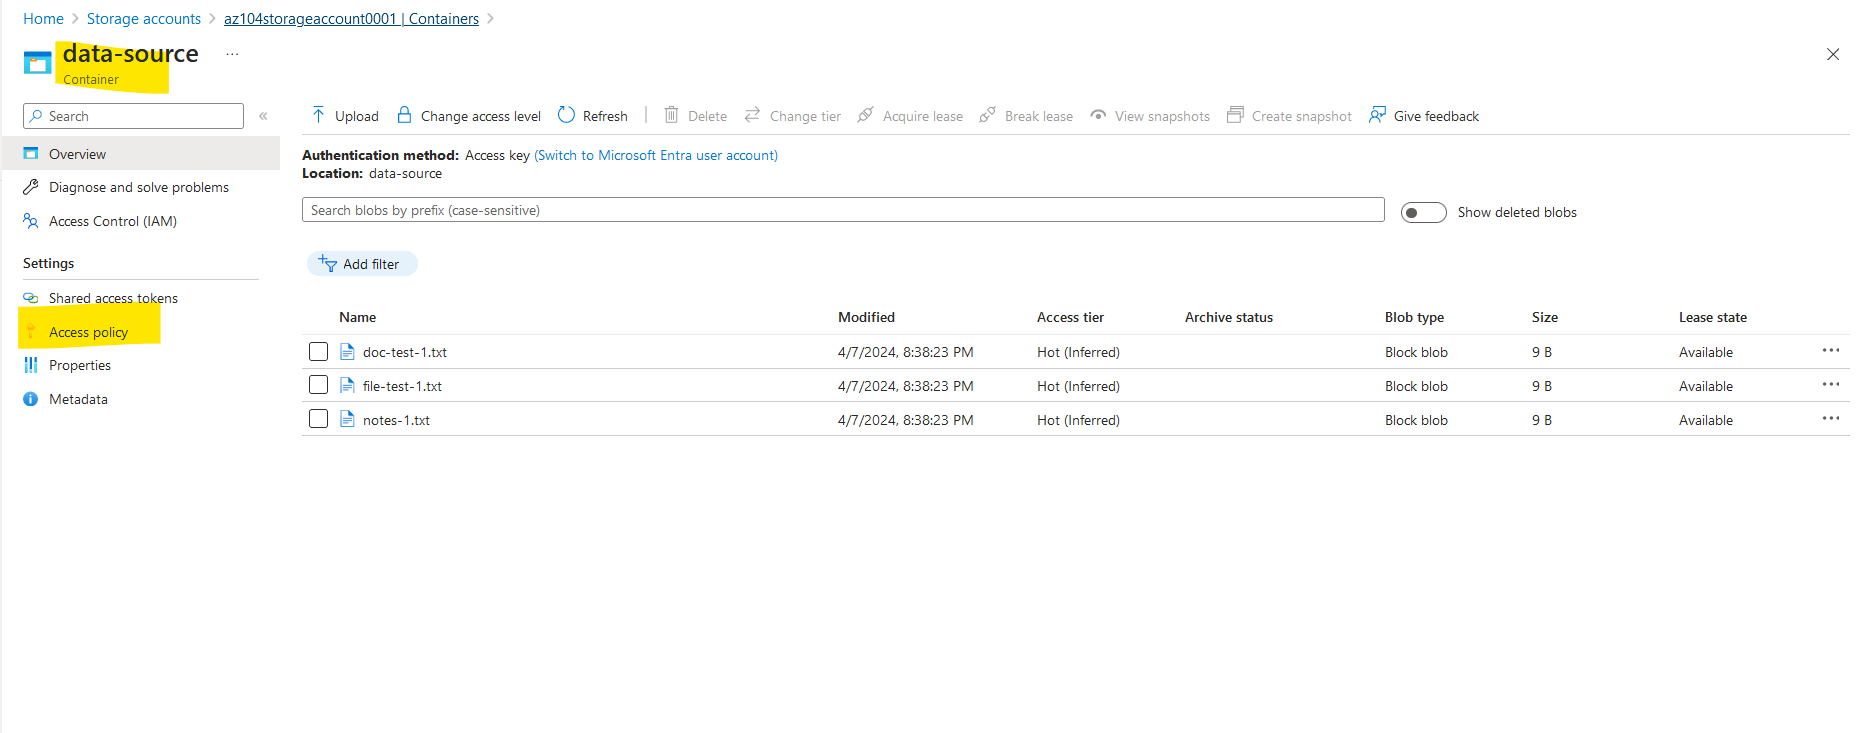 Home > Storage accounts > az104storageaccount0001 | Containers >
data-source ...
Container
Search «
Upload Change access level Refresh | Delete Change tier Acquire lease Break lease View snapshots Create snapshot Give feedback
Overview
Diagnose and solve problems
Access Control (IAM)
Settings
Shared access tokens
Access policy
Properties
Metadata
Authentication method: Access key (Switch to Microsoft Entra user account)
Location: data-source
Search blobs by prefix (case-sensitive) Show deleted blobs
Add filter
Name Modified Access tier Archive status Blob type Size Lease state
doc-test-1.txt 4/7/2024, 8:38:23 PM Hot (Inferred) Block blob 9 B Available ...
file-test-1.txt 4/7/2024, 8:38:23 PM Hot (Inferred) Block blob 9 B Available ...
notes-1.txt 4/7/2024, 8:38:23 PM Hot (Inferred) Block blob 9 B Available ...